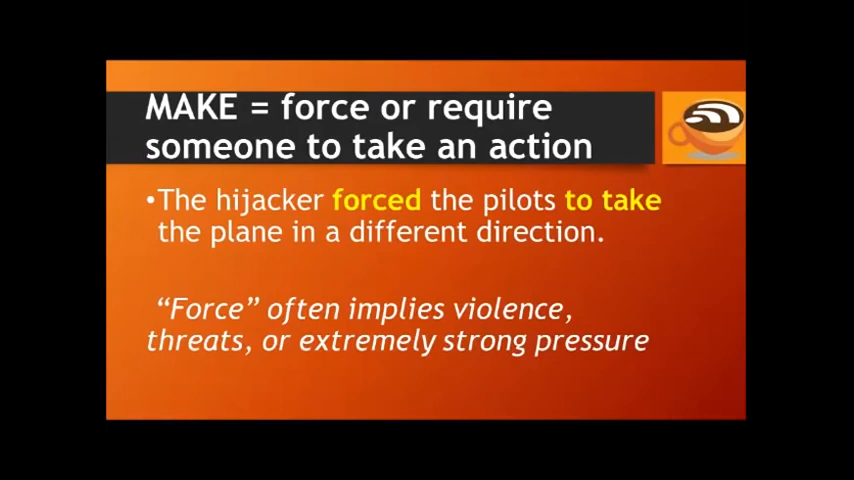 MAKE = force or require
someone to take an action
•The hijacker forced the pilots to take
the plane in a different direction.
“Force” often implies violence,
threats, or extremely strong pressure